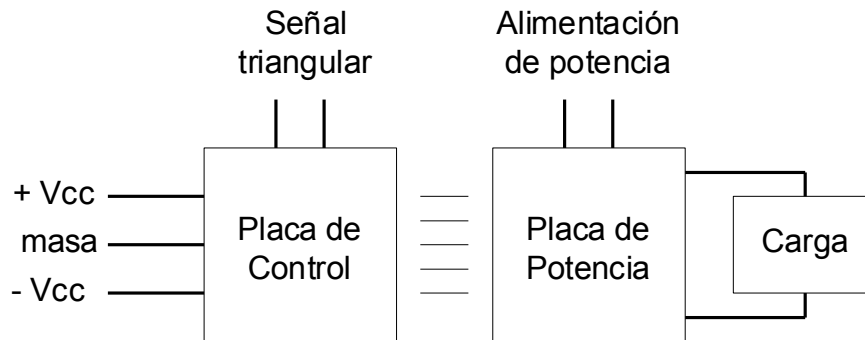 Señal
triangular
Alimentación
de potencia
+ Vcc
masa
- Vcc
Placa de
Control
Placa de
Potencia
Carga